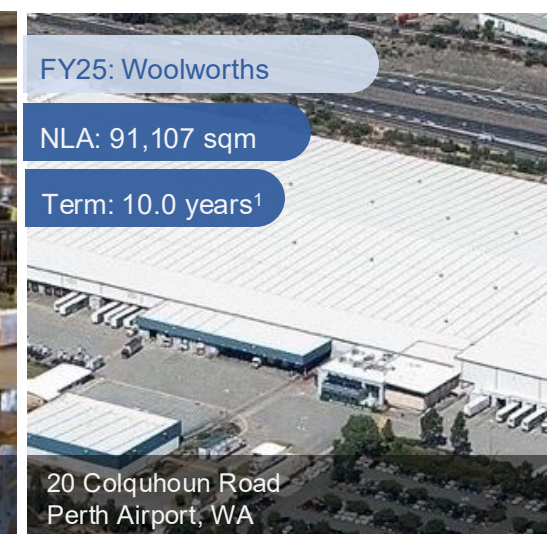 FY25: Woolworths
NLA: 91,107 sqm
Term: 10.0 years¹
20 Colquhoun Road
Perth Airport, WA